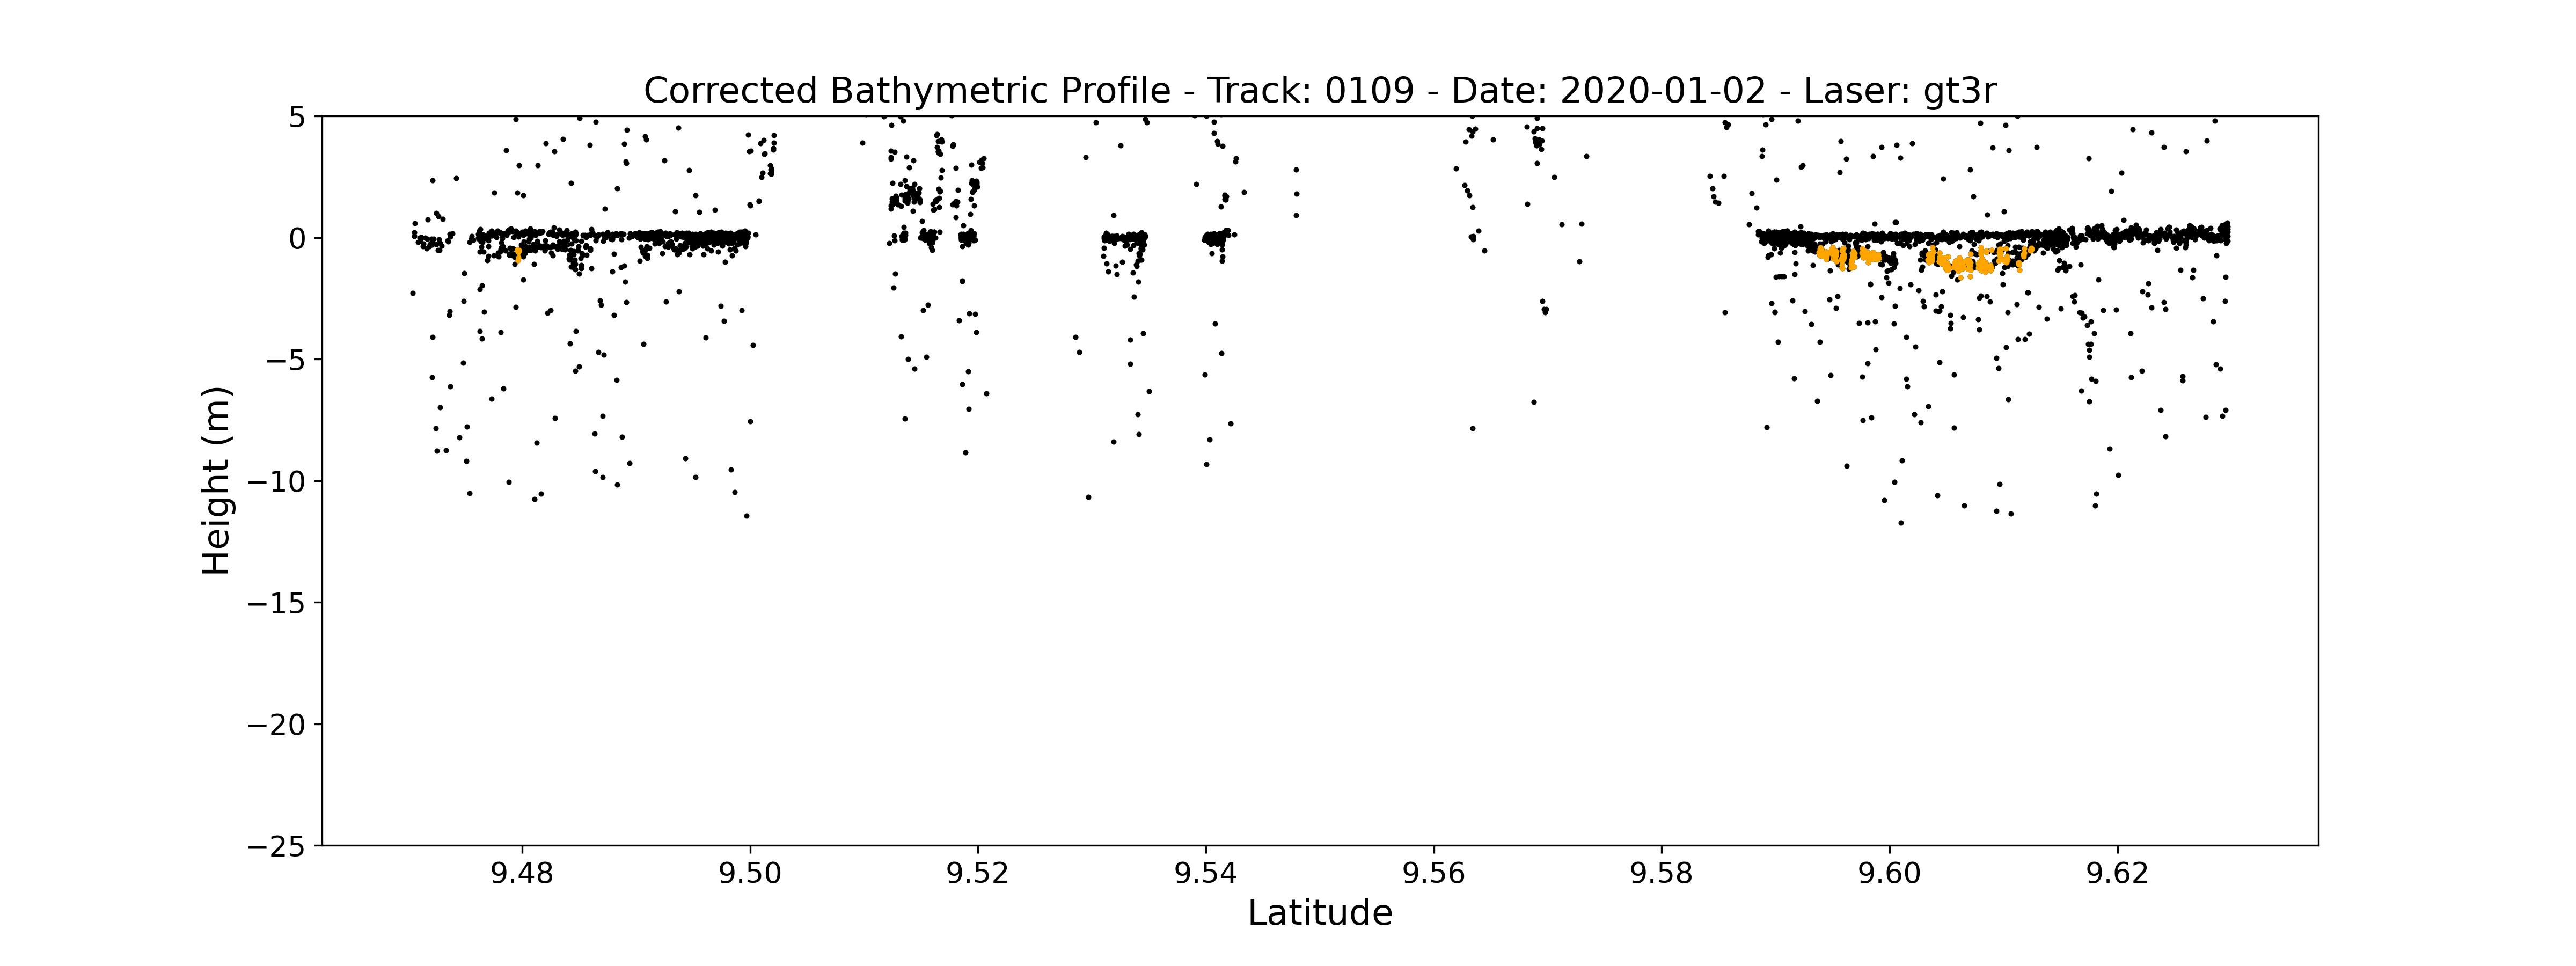 Corrected Bathymetric Profile - Track: 0109 - Date: 2020-01-02 - Laser: gt3r
5
0
−5
−10
−15
−20
−25
Height (m)
9.48 9.50 9.52 9.54 9.56 9.58 9.60 9.62
Latitude